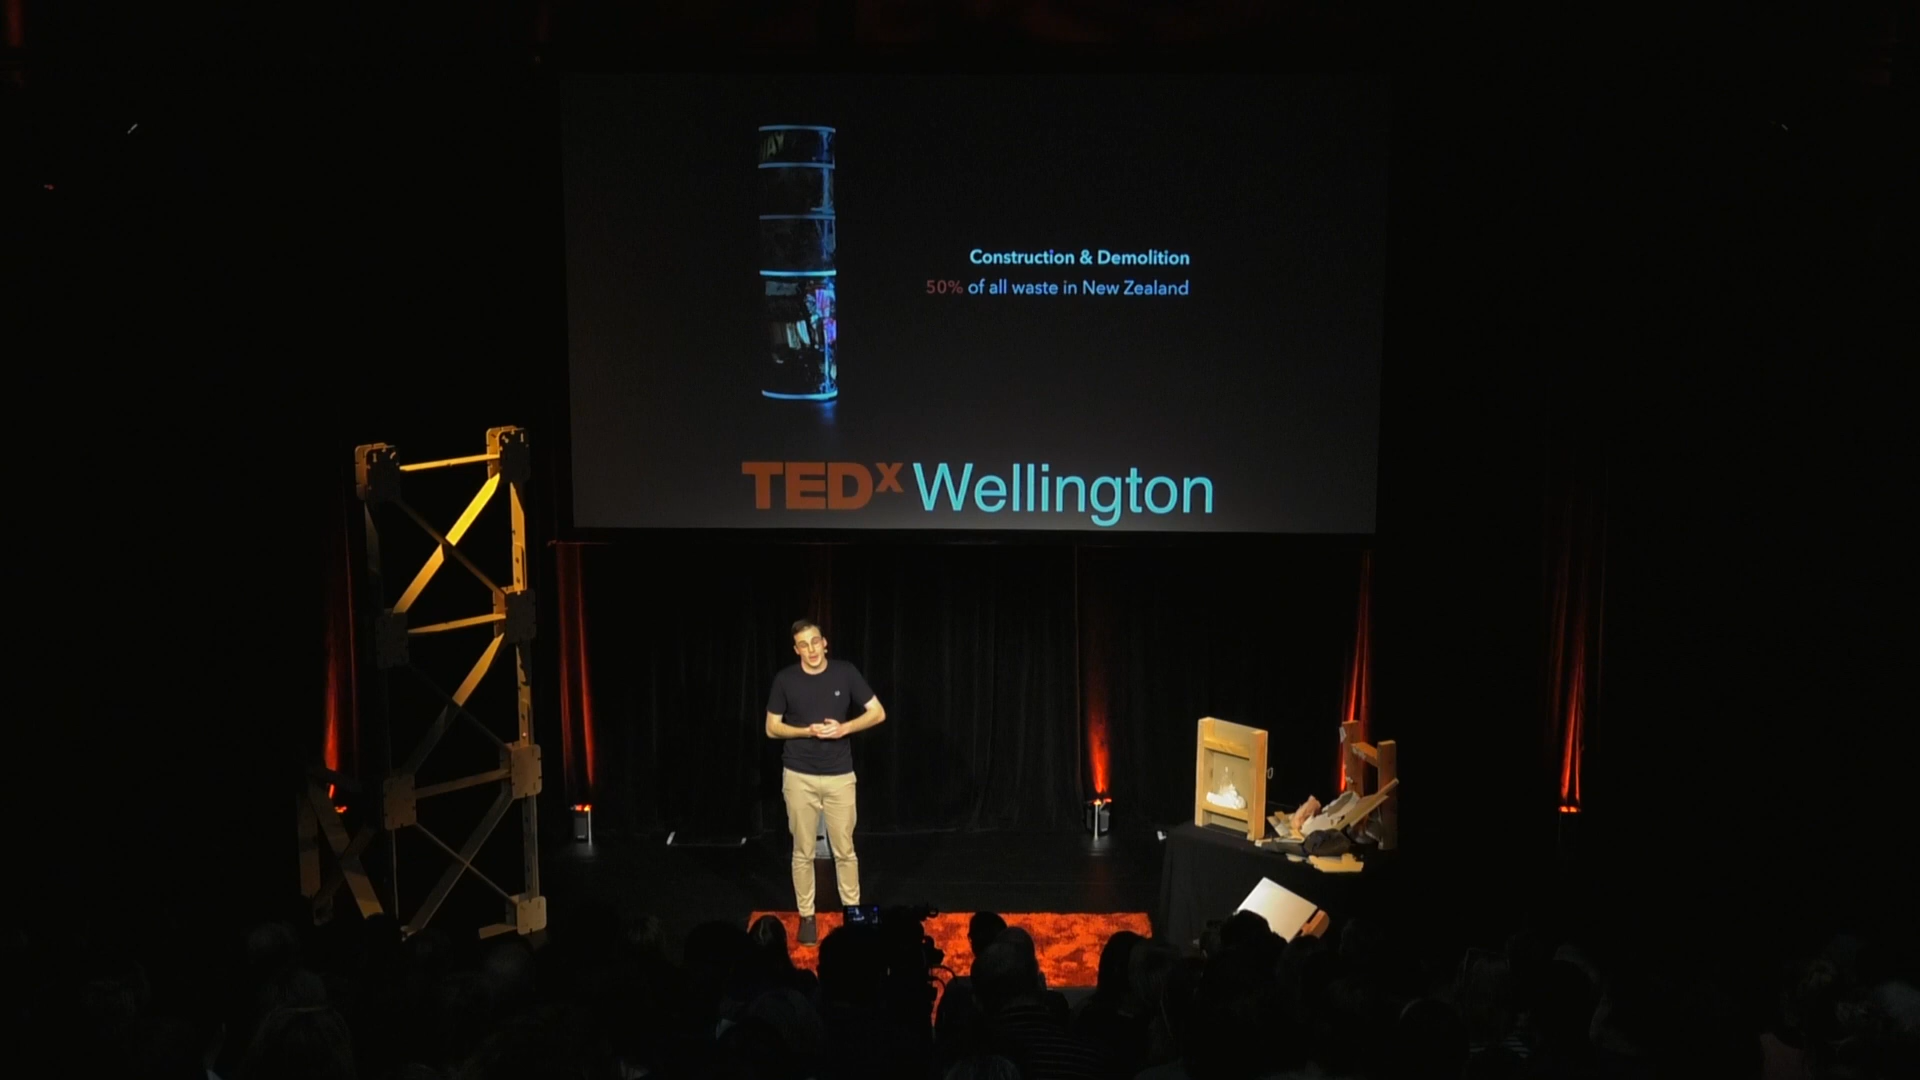 Construction & Demolition
50% of all waste in New Zealand
TEDx Wellington